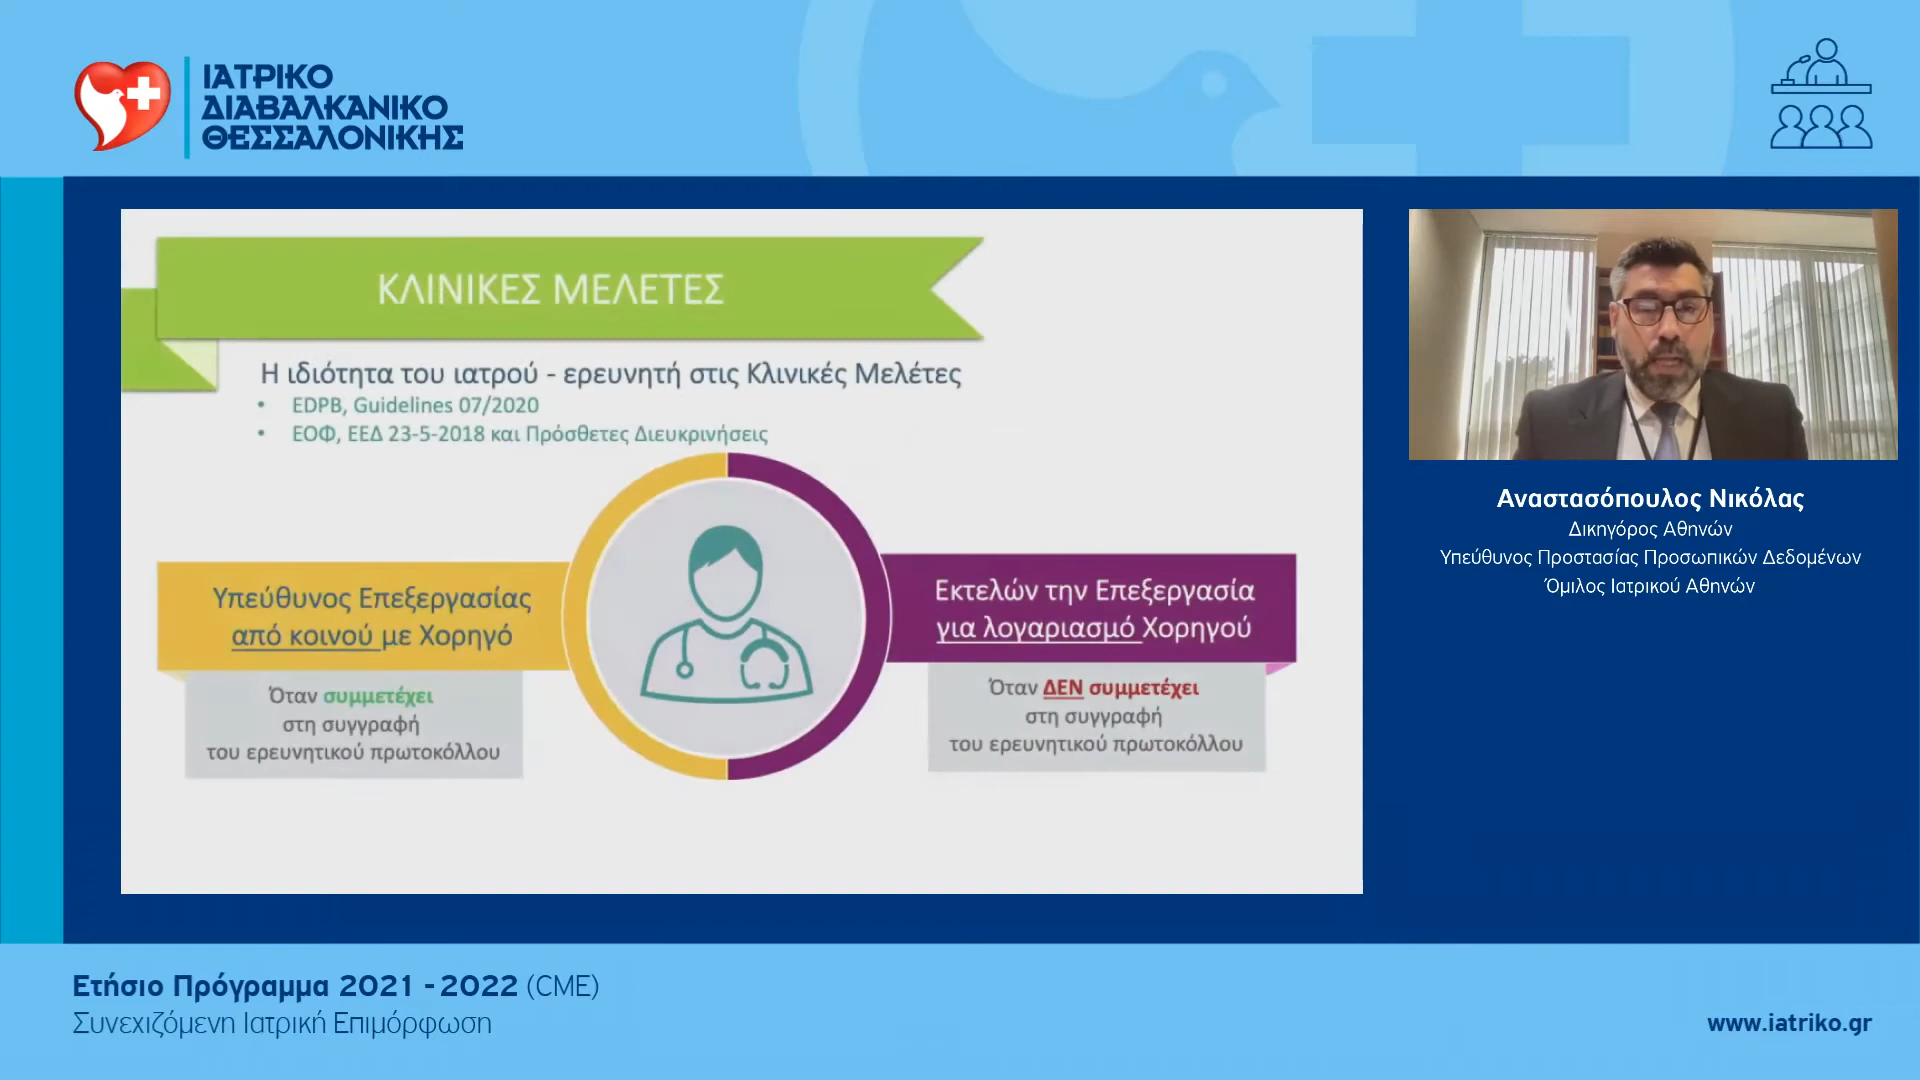 ΙΑΤΡΙΚΟ
ΔΙΑΒΑΛΚΑΝΙΚΟ
ΘΕΣΣΑΛΟΝΙΚΗΣ
ΚΛΙΝΙΚΕΣ ΜΕΛΕΤΕΣ
Η ιδιότητα του ιατρού - ερευνητή στις Κλινικές Μελέτες
• EDPB, Guidelines 07/2020
• ΕΟΦ, ΕΕΔ 23-5-2018 και Πρόσθετες Διευκρινήσεις
Υπεύθυνος Επεξεργασίας
από κοινού με Χορηγό
Όταν συμμετέχει
στη συγγραφή
του ερευνητικού πρωτοκόλλου
Εκτελών την Επεξεργασία
για λογαριασμό Χορηγού
Όταν ΔΕΝ συμμετέχει
στη συγγραφή
του ερευνητικού πρωτοκόλλου
Αναστασόπουλος Νικόλας
Δικηγόρος Αθηνών
Υπεύθυνος Προστασίας Προσωπικών Δεδομένων
Όμιλος Ιατρικού Αθηνών
Ετήσιο Πρόγραμμα 2021 - 2022 (CME)
Συνεχιζόμενη Ιατρική Επιμόρφωση
www.iatriko.gr